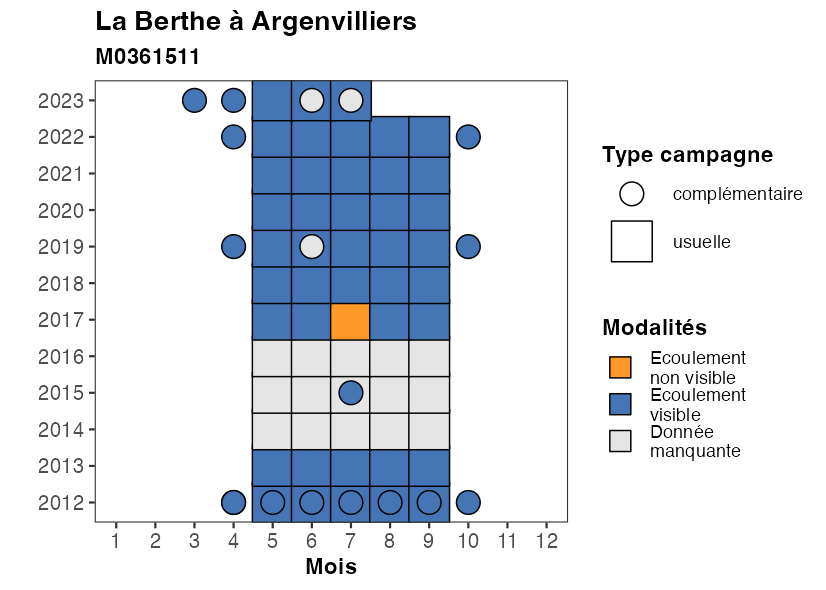 La Berthe à Argenvilliers
M0361511
2023
2022
2021
2020
2019
2018
2017
2016
2015
2014
2013
2012
1 2 3 4 5 6 7 8 9 10 11 12
Mois
Type campagne
complémentaire
usuelle
Modalités
Ecoulement
non visible
Ecoulement
visible
Donnée
manquante